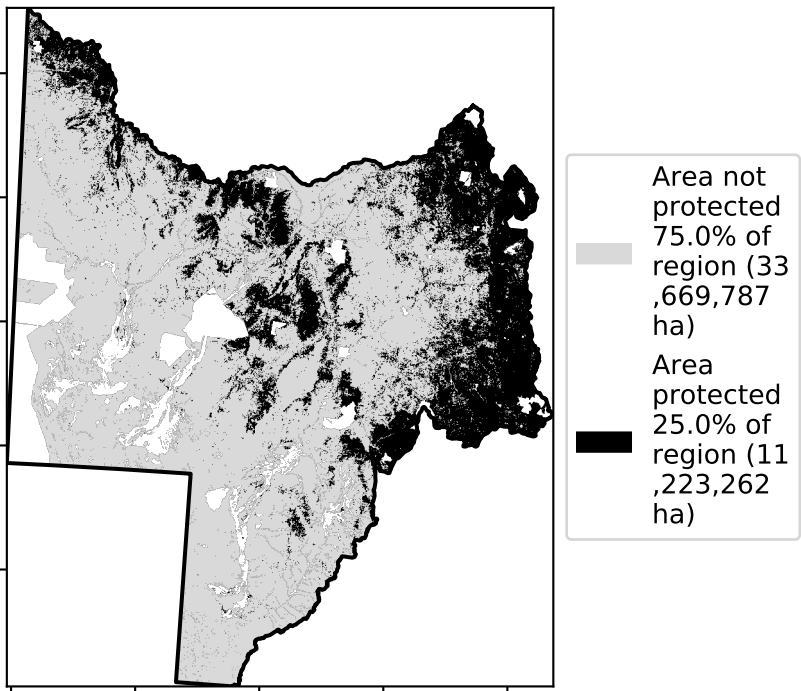 Area not
protected
75.0% of
region (33
,669,787
ha)
Area
protected
25.0% of
region (11
,223,262
ha)